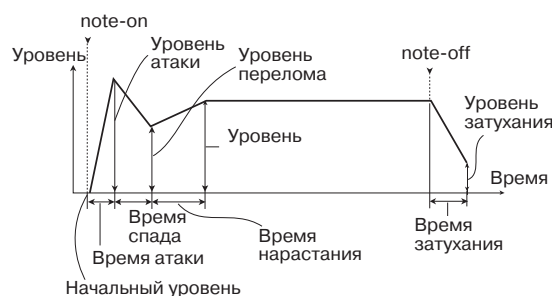 note-on
Уровень
Уровень
атаки
Уровень
перелома
note-off
Уровень
Уровень
затухания
Время
Время
спада
Время атаки
Время
нарастания
Время
затухания
Начальный уровень